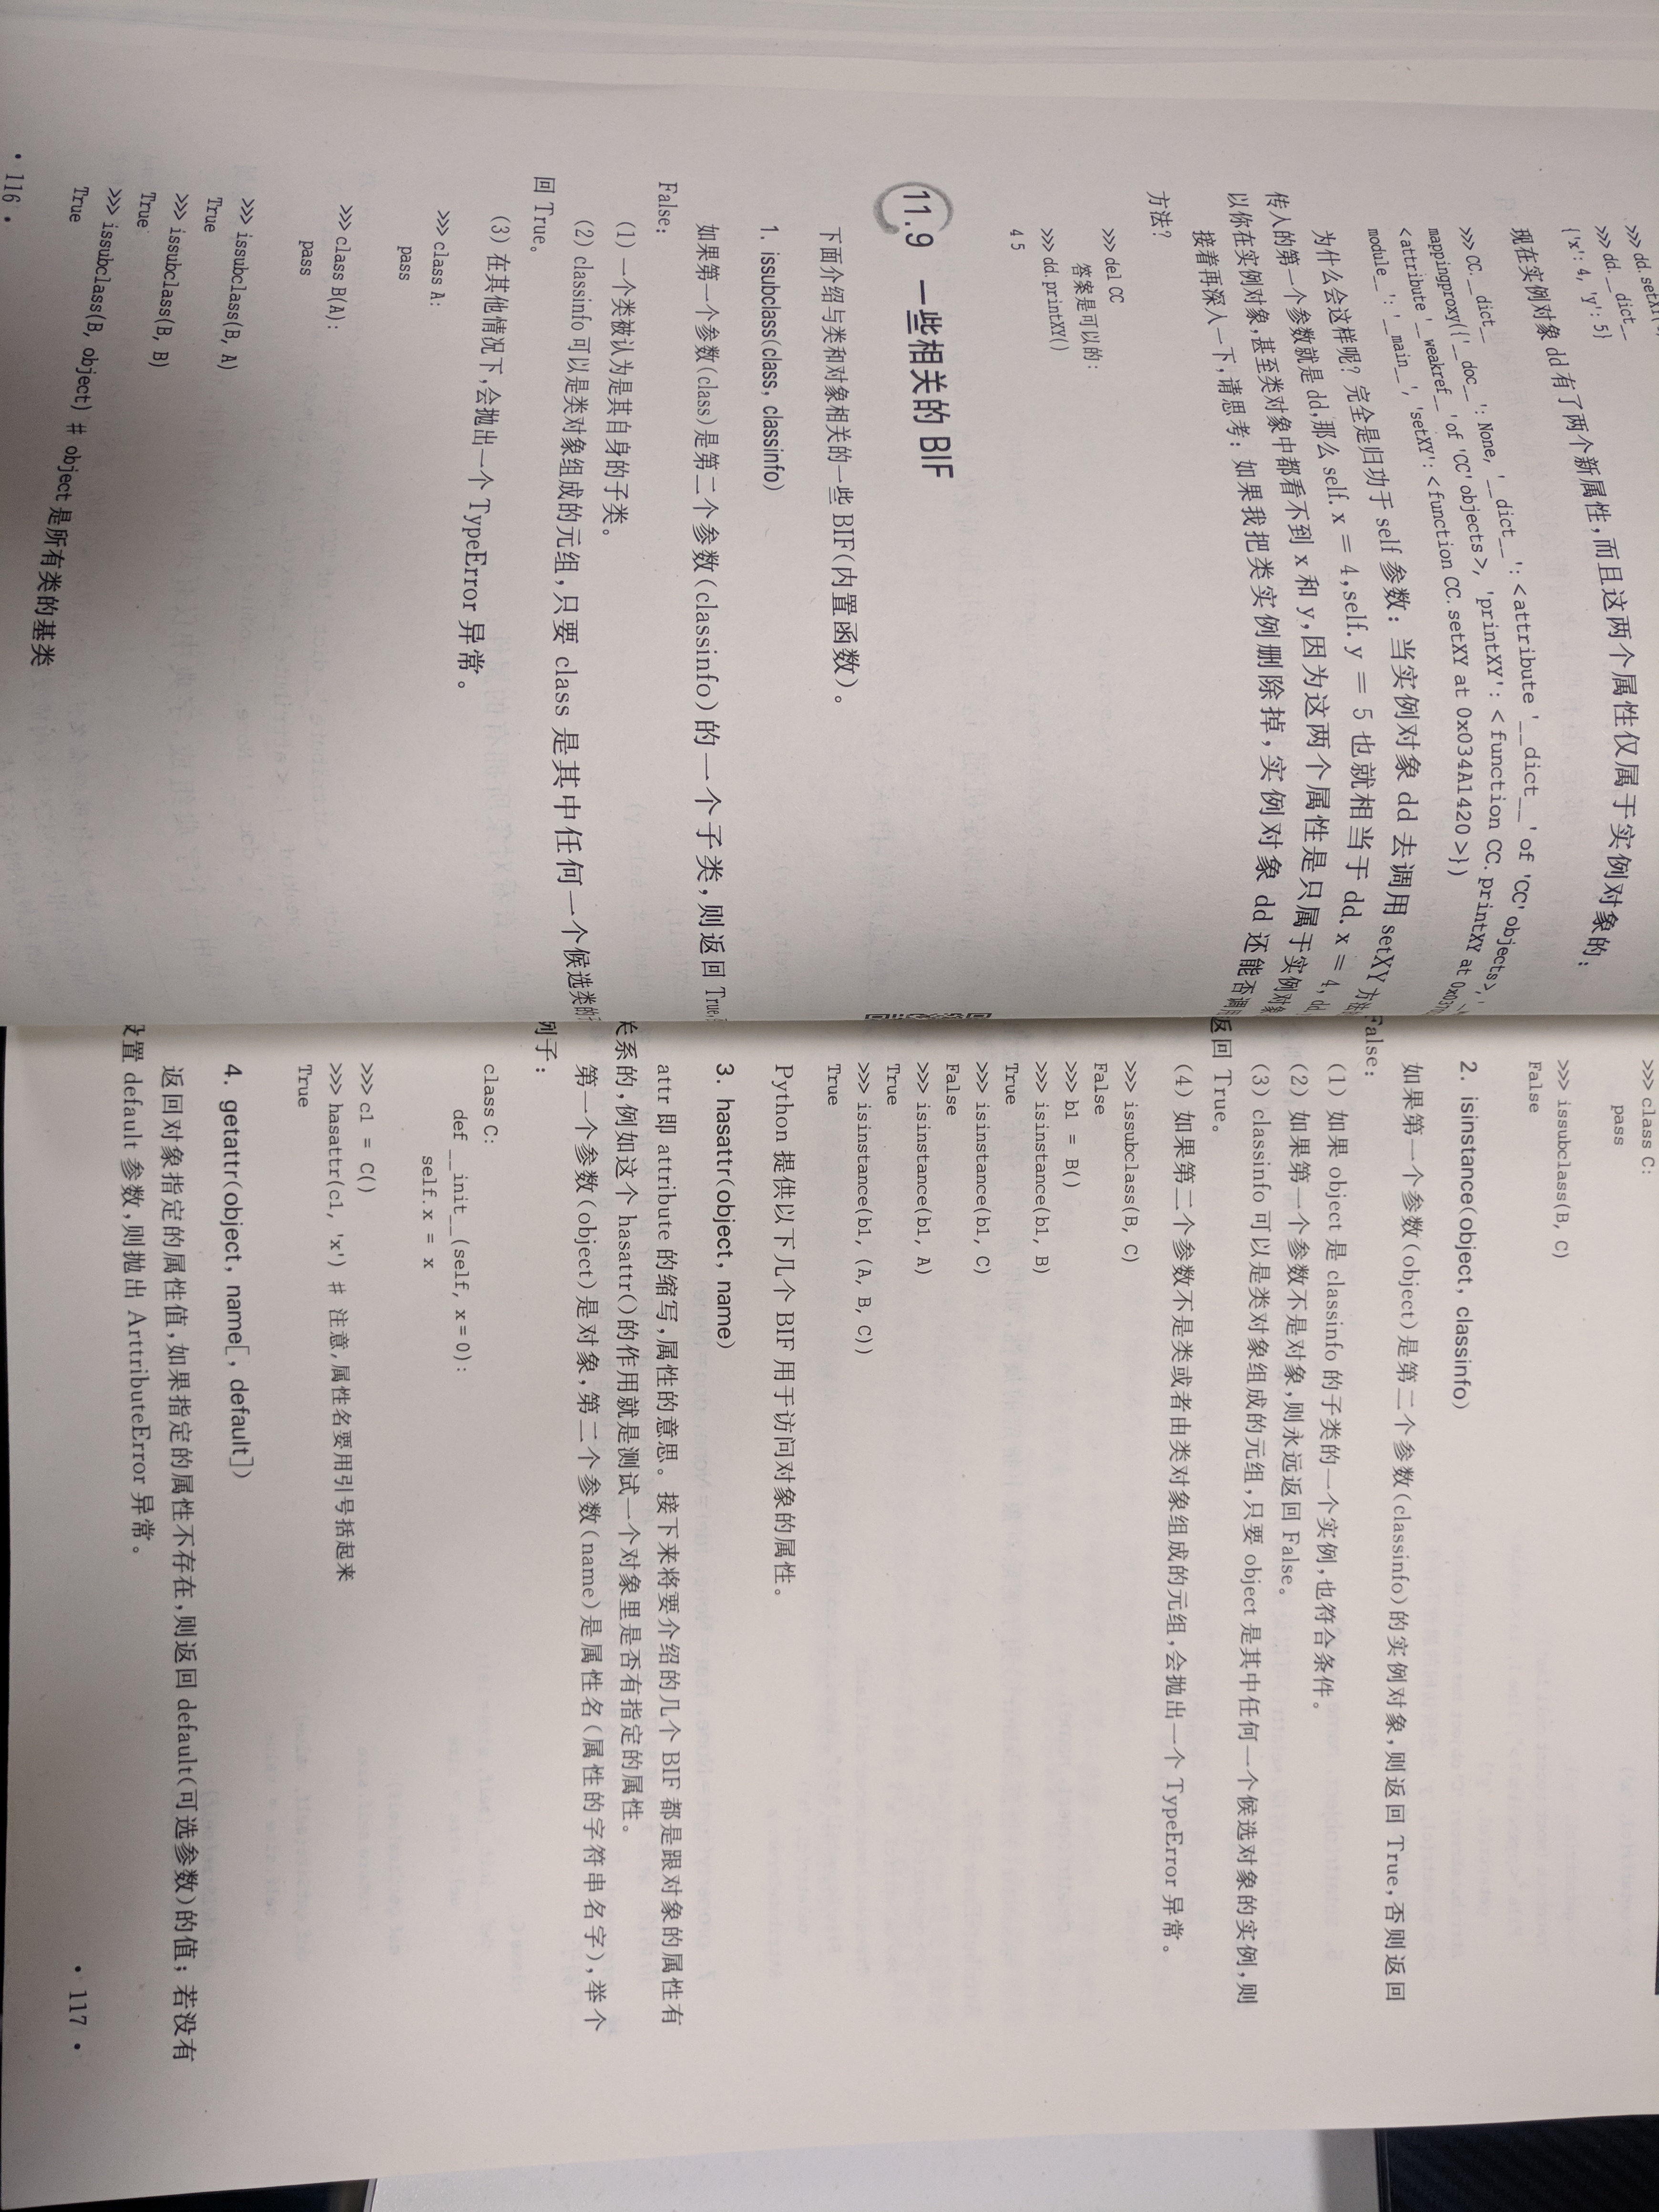 >>> dd.setXY(
>>> dd.__dict__
{'x': 4, 'y': 5}
现在实例对象 dd 有了两个新属性,而且这两个属性仅属于实例对象的:
>>> CC.__dict__
mappingproxy({'__doc__': None, '__dict__': <attribute '__dict__' of 'CC' objects>,
<attribute '__weakref__' of 'CC' objects>, 'printXY': <function CC.printXY at
module__': '__main__', 'setXY': <function CC.setXY at 0x034A1420>})
为什么会这样呢? 完全是归功于 self 参数: 当实例对象 dd 去调用 setXY 方法
传入的第一个参数就是 dd,那么 self.x = 4,self.y = 5 也就相当于 dd.x = 4, dd.
以你在实例对象,甚至类对象中都看不到 x 和 y,因为这两个属性是只属于实例对象
接着再深入一下,请思考: 如果我把类实例删除掉,实例对象 dd 还能否调用
方法?
>>> del CC
答案是可以的:
>>> dd.printXY()
4 5
11.9 一些相关的 BIF
下面介绍与类和对象相关的一些 BIF(内置函数)。
1. issubclass(class, classinfo)
如果第一个参数(class)是第二个参数(classinfo)的一个子类,则返回 True,
False:
(1) 一个类被认为是其自身的子类。
(2) classinfo 可以是类对象组成的元组,只要 class 是其中任何一个候选类的
回 True。
(3) 在其他情况下,会抛出一个 TypeError 异常。
>>> class A:
pass
>>> class B(A):
pass
>>> issubclass(B, A)
True
>>> issubclass(B, B)
True
>>> issubclass(B, object) # object 是所有类的基类
True
• 116 •
>>> class C:
pass
>>> issubclass(B, C)
False
2. isinstance(object, classinfo)
如果第一个参数(object)是第二个参数(classinfo)的实例对象,则返回 True,否则返回
False:
(1) 如果 object 是 classinfo 的子类的一个实例,也符合条件。
(2) 如果第一个参数不是对象,则永远返回 False。
(3) classinfo 可以是类对象组成的元组,只要 object 是其中任何一个候选对象的实例,则
返回 True。
(4) 如果第二个参数不是类或者由类对象组成的元组,会抛出一个 TypeError 异常。
>>> issubclass(B, C)
False
>>> b1 = B()
>>> isinstance(b1, B)
True
>>> isinstance(b1, C)
False
>>> isinstance(b1, A)
True
>>> isinstance(b1, (A, B, C))
True
Python 提供以下几个 BIF 用于访问对象的属性。
3. hasattr(object, name)
attr 即 attribute 的缩写,属性的意思。接下来将要介绍的几个 BIF 都是跟对象的属性有
关系的,例如这个 hasattr()的作用就是测试一个对象里是否有指定的属性。
第一个参数(object)是对象,第二个参数(name)是属性名(属性的字符串名字),举个
例子:
class C:
def __init__(self, x=0):
self.x = x
>>> c1 = C()
>>> hasattr(c1, 'x') # 注意,属性名要用引号括起来
True
4. getattr(object, name[, default])
返回对象指定的属性值,如果指定的属性不存在,则返回 default(可选参数)的值; 若没有
设置 default 参数,则抛出 ArttributeError 异常。
• 117 •